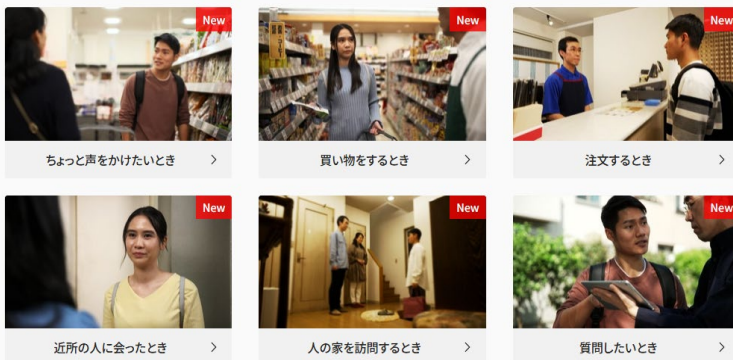 New
New
New
ちょっと声をかけたいとき
買い物をするとき
注文するとき
New
New
New
近所の人に会ったとき
人の家を訪問するとき
質問したいとき